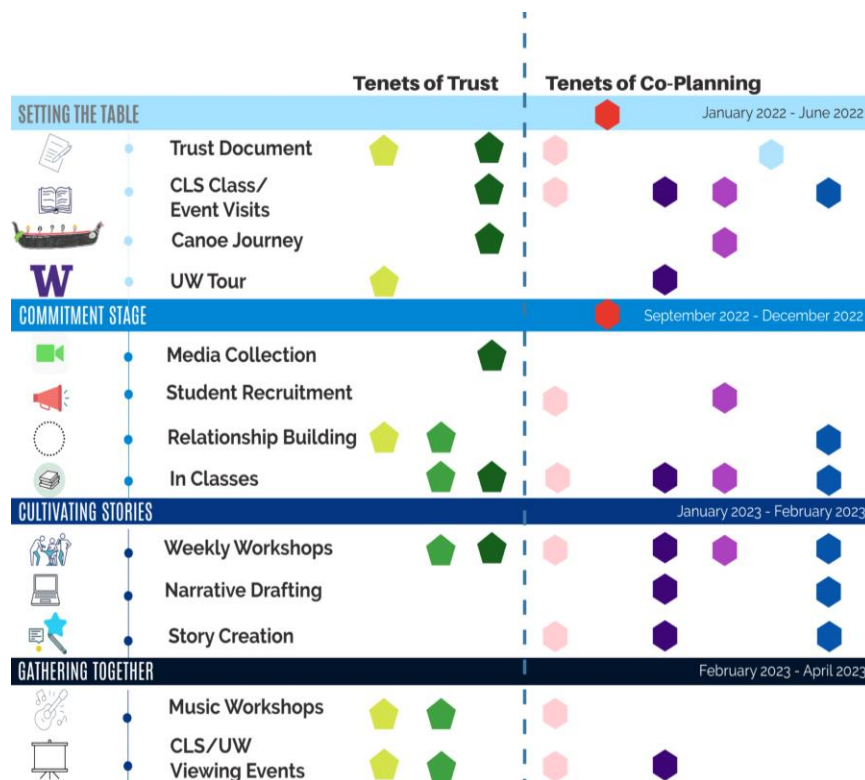 Tenets of Trust
Tenets of Co-Planning
SETTING THE TABLE
January 2022 - June 2022
Trust Document
CLS Class/
Event Visits
Canoe Journey
W
UW Tour
COMMITMENT STAGE
September 2022 - December 2022
Media Collection
Student Recruitment
Relationship Building
In Classes
CULTIVATING STORIES
January 2023 - February 2023
Weekly Workshops
Narrative Drafting
Story Creation
GATHERING TOGETHER
February 2023 - April 2023
Music Workshops
CLS/UW
Viewing Events